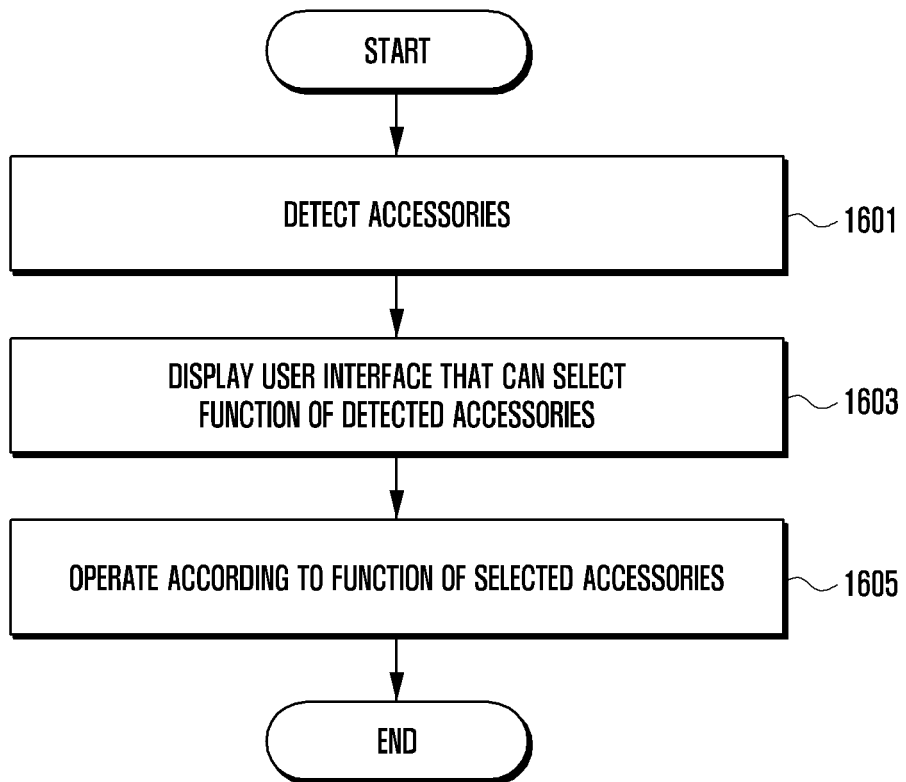 START
DETECT ACCESSORIES
1601
DISPLAY USER INTERFACE THAT CAN SELECT
FUNCTION OF DETECTED ACCESSORIES
1603
OPERATE ACCORDING TO FUNCTION OF SELECTED ACCESSORIES
1605
END